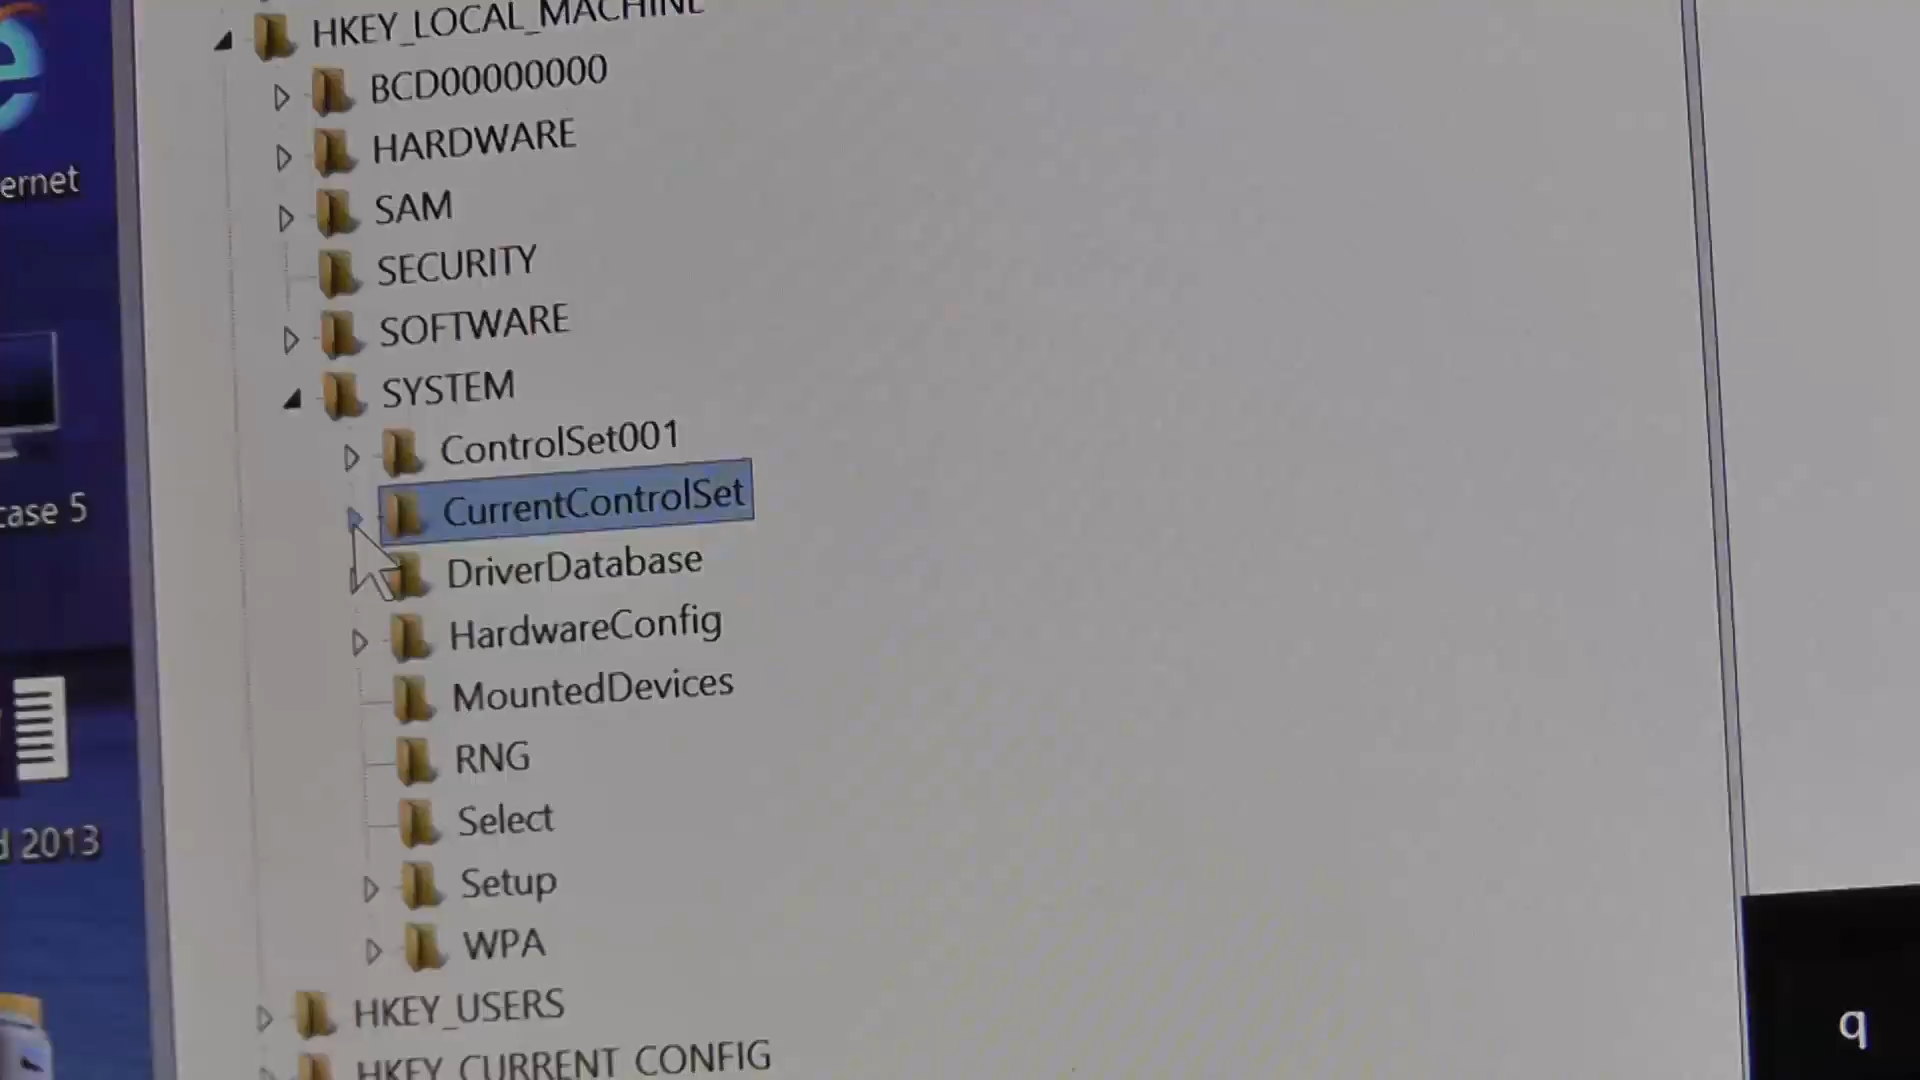 HKEY_LOCAL_MACHINE
BCD00000000
HARDWARE
SAM
SECURITY
SOFTWARE
SYSTEM
ControlSet001
CurrentControlSet
DriverDatabase
HardwareConfig
MountedDevices
RNG
Select
Setup
WPA
HKEY_USERS
HKEY_CURRENT_CONFIG
ernet
case 5
d 2013
q